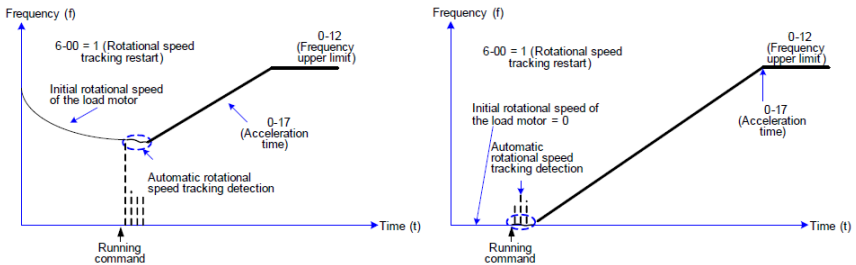 Frequency (f)
6-00 = 1 (Rotational speed
tracking restart)
0-12
(Frequency
upper limit)
Initial rotational speed
of the load motor
0-17
(Acceleration
time)
Automatic rotational
speed tracking detection
Time (t)
Running
command
Frequency (f)
6-00 = 1 (Rotational speed
tracking restart)
0-12
(Frequency
upper limit)
Initial rotational speed of
the load motor = 0
0-17
(Acceleration
time)
Automatic
rotational speed
tracking detection
Time (t)
Running
command